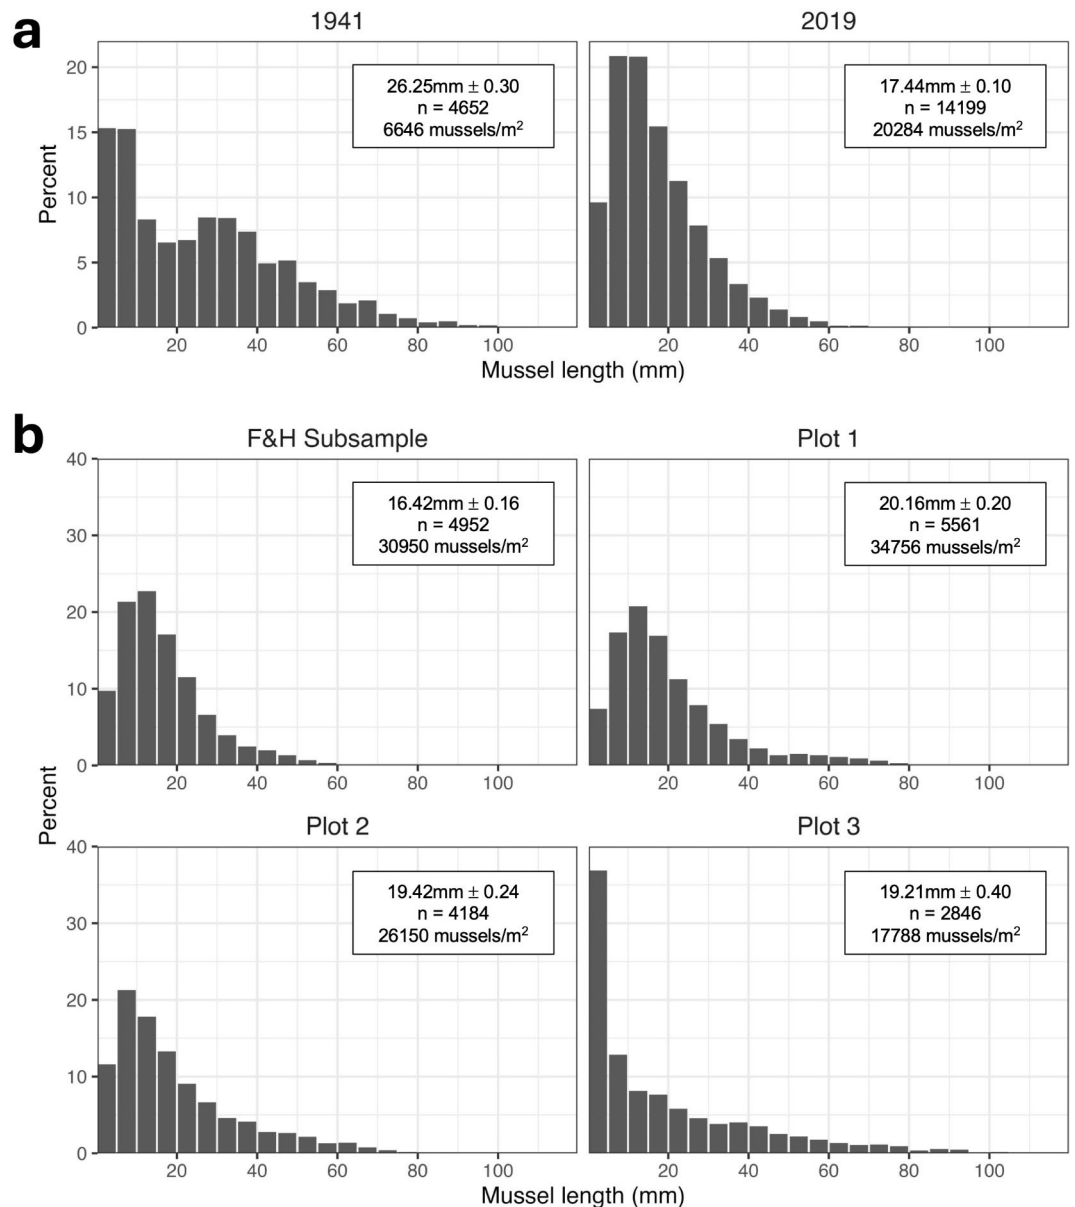 a
1941
2019
26.25mm ± 0.30
n = 4652
6646 mussels/m²
17.44mm ± 0.10
n = 14199
20284 mussels/m²
Percent
20
15
10
5
0
20 40 60 80 100
20 40 60 80 100
Mussel length (mm)
b
F&H Subsample
Plot 1
16.42mm ± 0.16
n = 4952
30950 mussels/m²
20.16mm ± 0.20
n = 5561
34756 mussels/m²
40
30
20
10
0
20 40 60 80 100
20 40 60 80 100
Percent
Plot 2
Plot 3
19.42mm ± 0.24
n = 4184
26150 mussels/m²
19.21mm ± 0.40
n = 2846
17788 mussels/m²
40
30
20
10
0
20 40 60 80 100
20 40 60 80 100
Mussel length (mm)